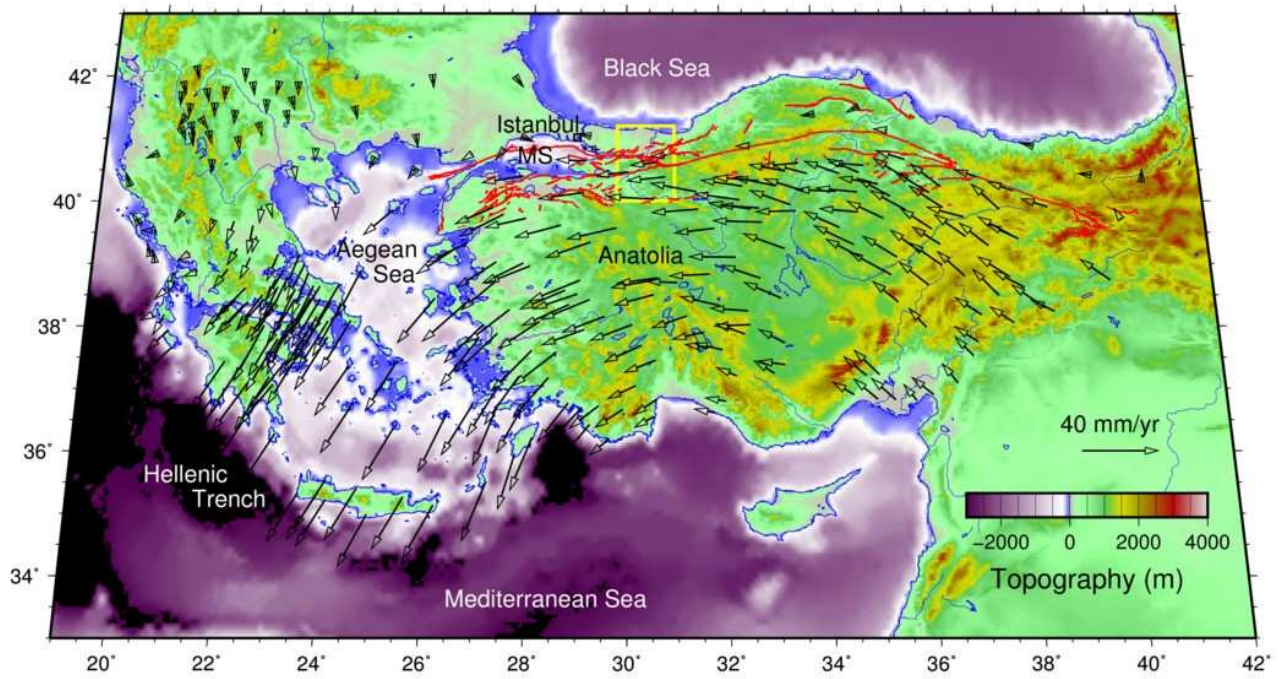 42°
40°
38°
36°
34°
Black Sea
Istanbul
MS
Aegean
Sea
Anatolia
40 mm/yr
Hellenic
Trench
−2000 0 2000 4000
Topography (m)
Mediterranean Sea
20° 22° 24° 26° 28° 30° 32° 34° 36° 38° 40° 42°